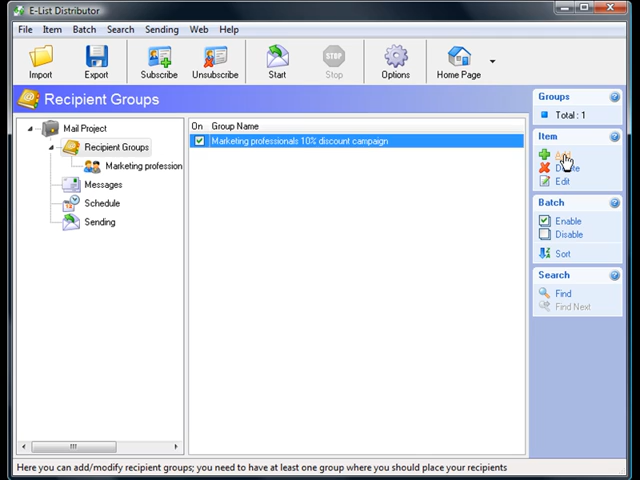 E-List Distributor
File Item Batch Search Sending Web Help
Import Export Subscribe Unsubscribe Start STOP Stop Options Home Page
Recipient Groups
Groups
Total : 1
Mail Project
Recipient Groups
Marketing profession
Messages
Schedule
Sending
On Group Name
Marketing professionals 10% discount campaign
Item
Add
Delete
Edit
Batch
Enable
Disable
Sort
Search
Find
Find Next
Here you can add/modify recipient groups; you need to have at least one group where you should place your recipients